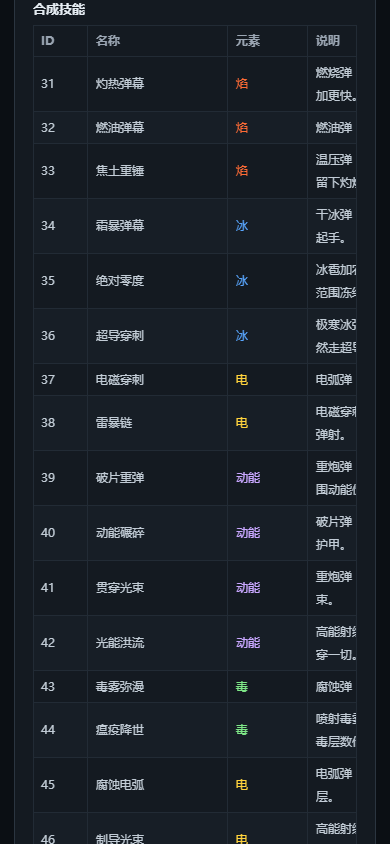 合成技能
ID 名称 元素 说明
31 灼热弹幕 焰 燃烧弹
加更快。
32 燃油弹幕 焰 燃油弹
33 焦土重锤 焰 温压弹
留下灼
34 霜暴弹幕 冰 干冰弹
起手。
35 绝对零度 冰 冰雹加
范围冻
36 超导穿刺 冰 极寒冰
然走超
37 电磁穿刺 电 电弧弹
38 雷暴链 电 电磁穿
弹射。
39 破片重弹 动能 重炮弹
围动能
40 动能碾碎 动能 破片弹
护甲。
41 贯穿光束 动能 重炮弹
束。
42 光能洪流 动能 高能射
穿一切。
43 毒雾弥漫 毒 腐蚀弹
44 瘟疫降世 毒 喷射毒
毒层数
45 腐蚀电弧 电 电弧弹
层。
46 制导光束 电 高能射